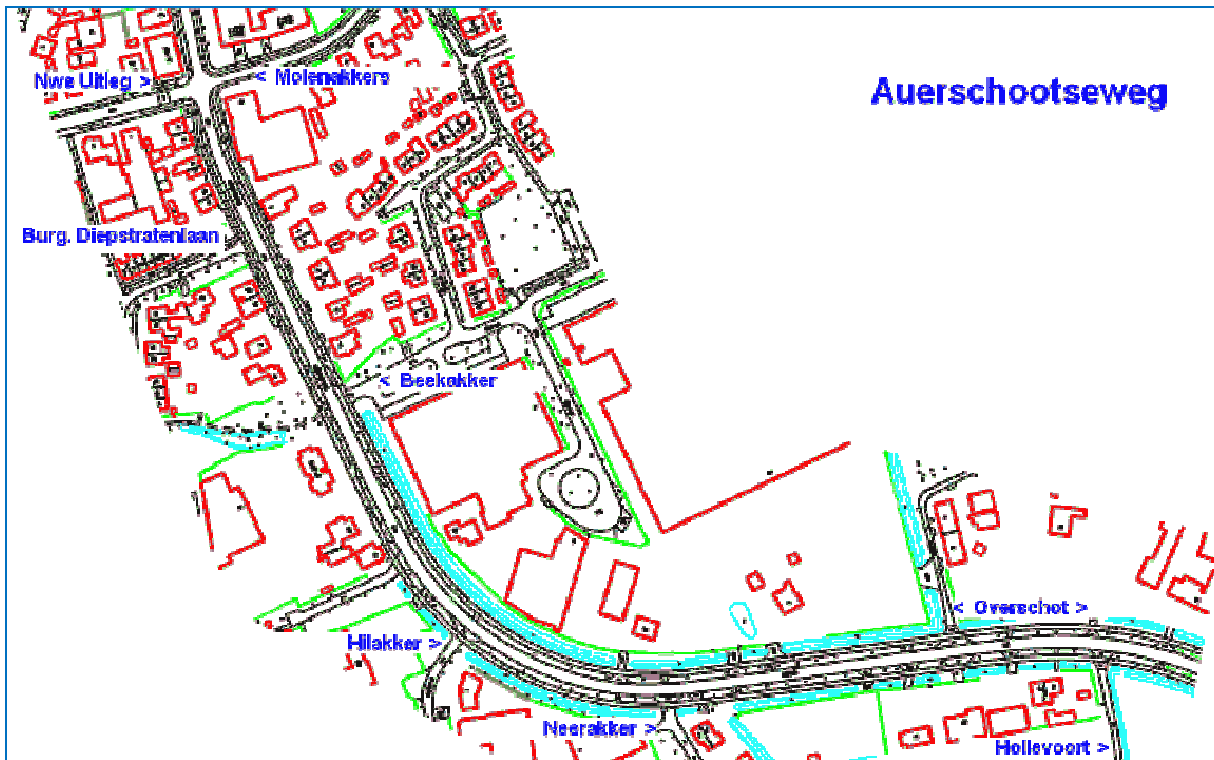 Nwe Uitleg >
< Molenakkers
Auerschootseweg
Burg. Diepstratenlaan
< Beekakker
< Overschot >
Hilakker >
Neerakker >
Hollevoort >